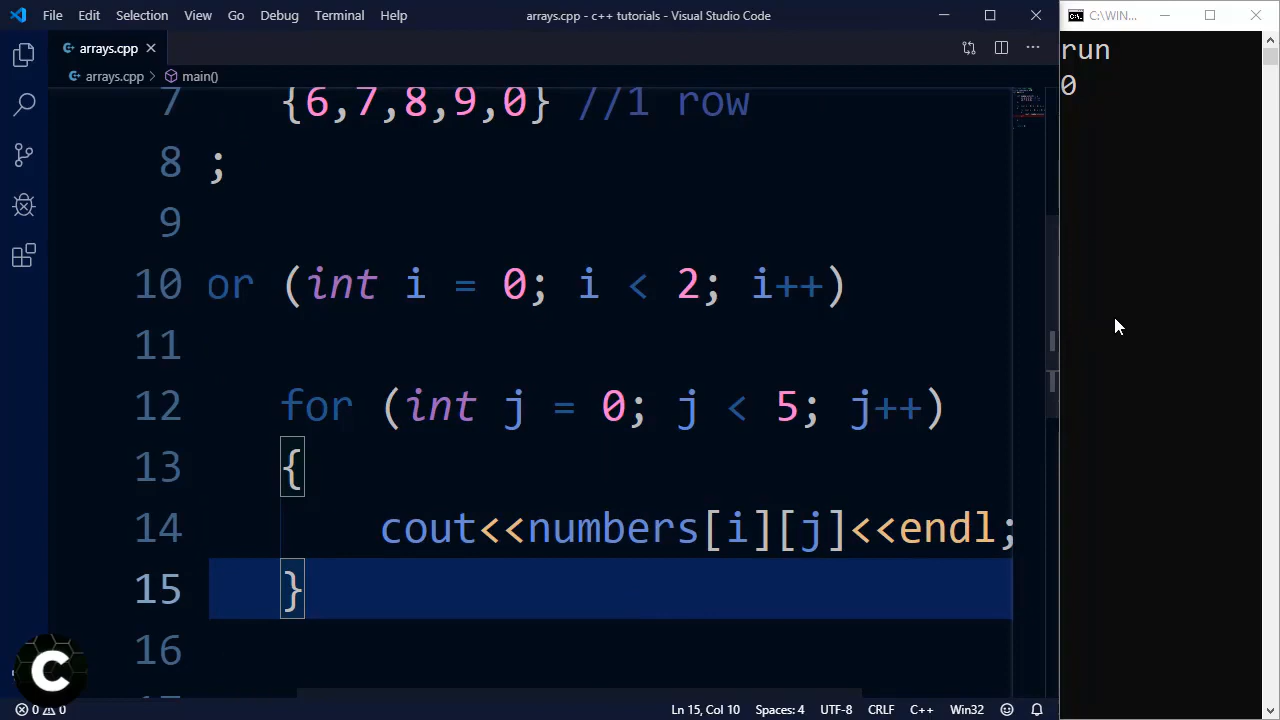 File Edit Selection View Go Debug Terminal Help
arrays.cpp - c++ tutorials - Visual Studio Code
C:\WIN...
arrays.cpp
arrays.cpp > main()
run
0
7 {6,7,8,9,0} //1 row
8 ;
9
10 or (int i = 0; i < 2; i++)
11
12 for (int j = 0; j < 5; j++)
13 {
14 cout<<numbers[i][j]<<endl;
15 }
16
C
0 0
Ln 15, Col 10 Spaces: 4 UTF-8 CRLF C++ Win32